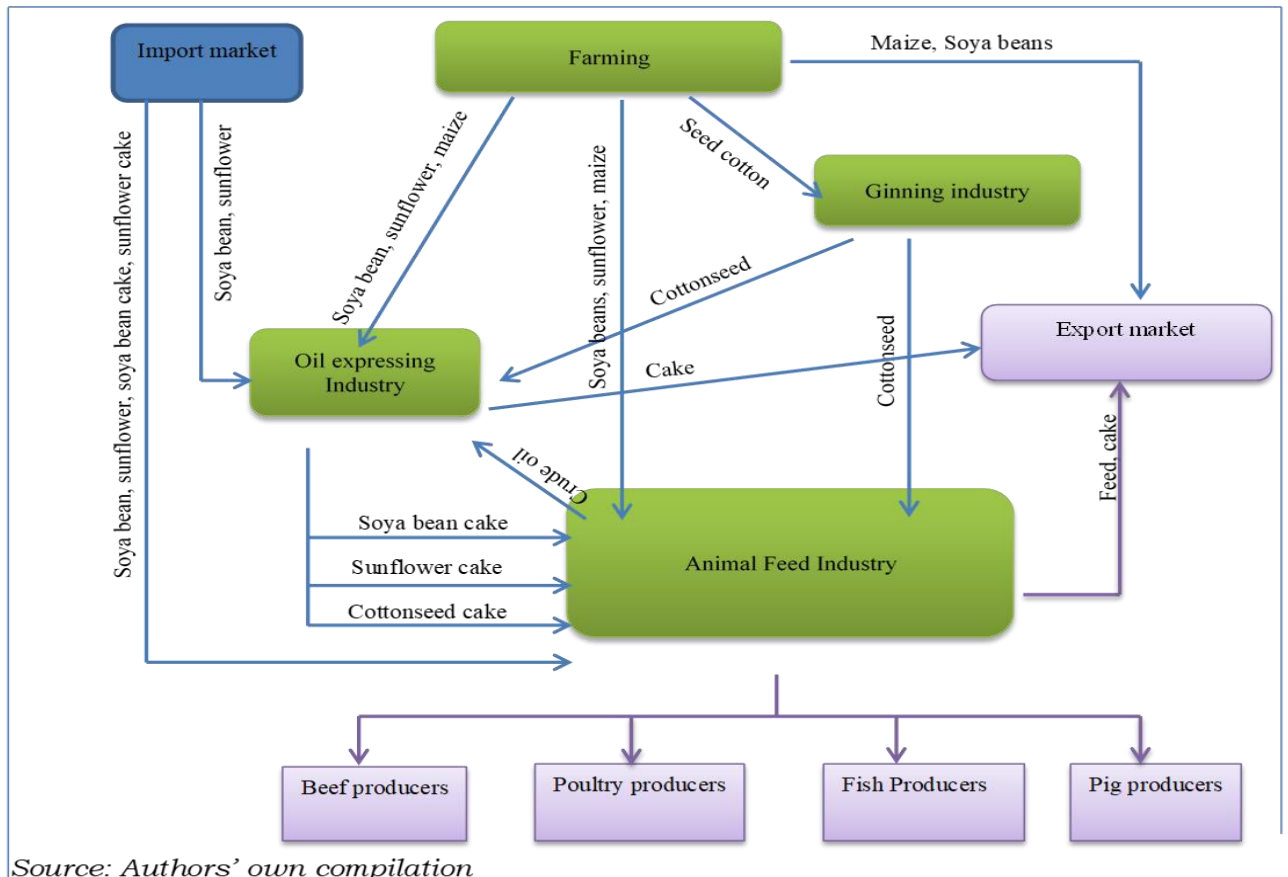 Import market
Farming
Maize, Soya beans
Soya bean, sunflower, soya bean cake, sunflower cake
Soya bean, sunflower
Soya bean, sunflower, maize
Soya beans, sunflower, maize
Seed cotton
Ginning industry
Cottonseed
Cottonseed
Export market
Oil expressing
Industry
Cake
Crude oil
Feed, cake
Soya bean cake
Sunflower cake
Cottonseed cake
Animal Feed Industry
Beef producers
Poultry producers
Fish Producers
Pig producers
Source: Authors' own compilation